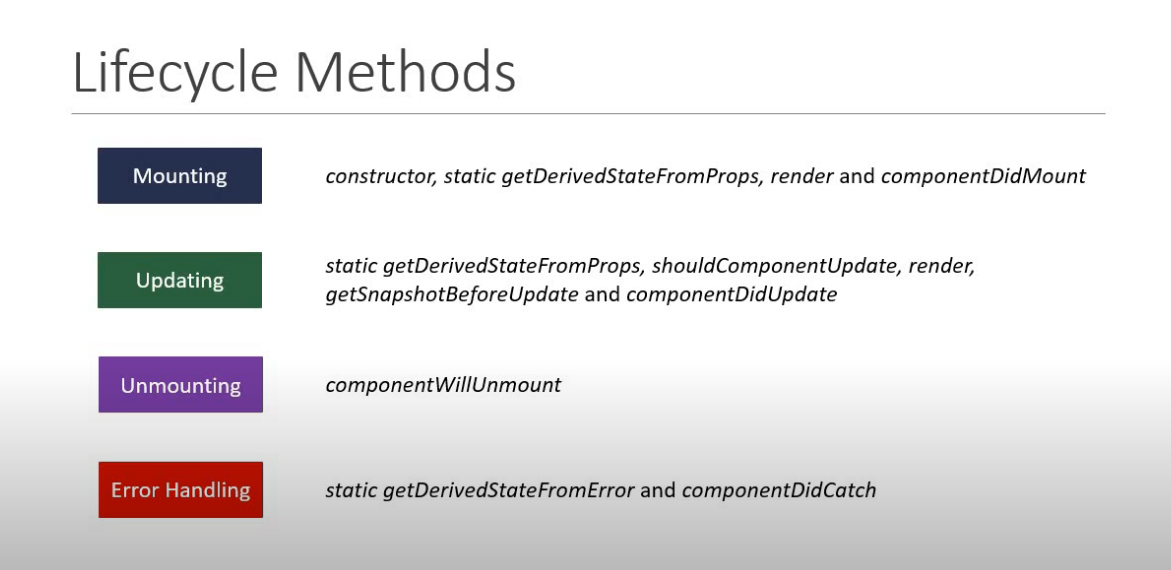 Lifecycle Methods
Mounting
constructor, static getDerivedStateFromProps, render and componentDidMount
Updating
static getDerivedStateFromProps, shouldComponentUpdate, render,
getSnapshotBeforeUpdate and componentDidUpdate
Unmounting
componentWillUnmount
Error Handling
static getDerivedStateFromError and componentDidCatch